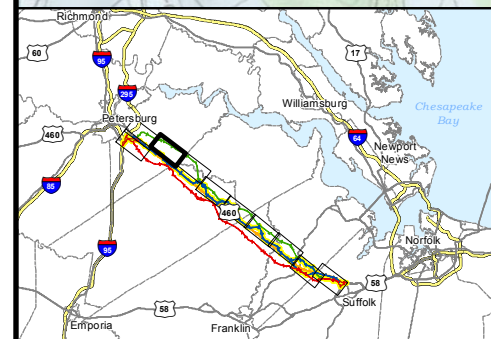 Richmond
60
95
17
295
Williamsburg
Chesapeake
Bay
Petersburg
460
64
Newport
News
85
460
95
Norfolk
58
Suffolk
58
Emporia
Franklin